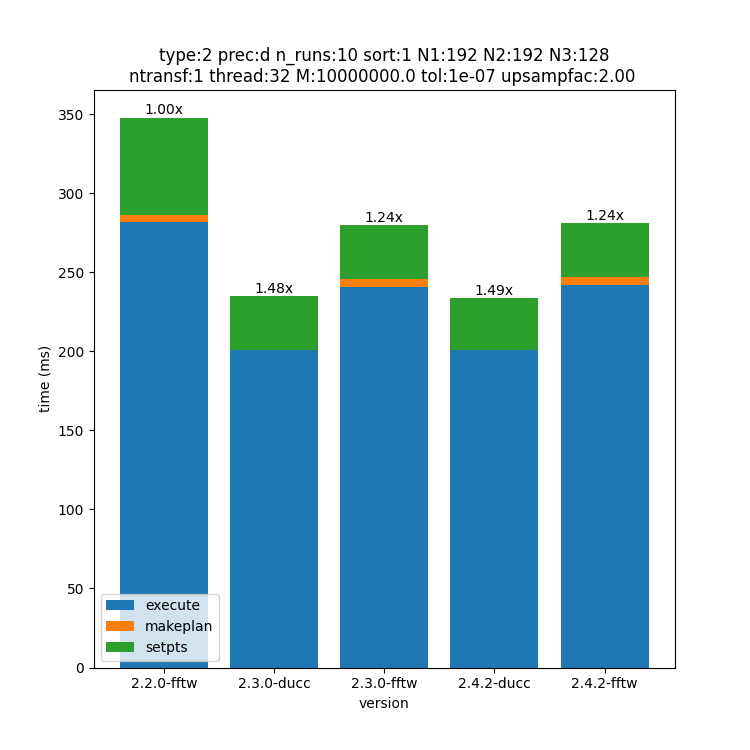 type:2 prec:d n_runs:10 sort:1 N1:192 N2:192 N3:128
ntransf:1 thread:32 M:10000000.0 tol:1e-07 upsampfac:2.00
350
300
250
200
150
100
50
0
time (ms)
1.00x
1.48x
1.24x
1.49x
1.24x
execute
makeplan
setpts
2.2.0-fftw
2.3.0-ducc
2.3.0-fftw
2.4.2-ducc
2.4.2-fftw
version